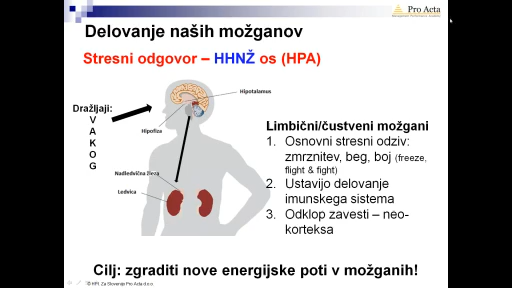 Pro Acta
Delovanje naših možganov
Stresni odgovor – HHNŽ os (HPA)
Hipotalamus
Dražljaji:
V
A
K
O
G
Hipofiza
Nadledvična žleza
Ledvica
Limbični/čustveni možgani
1. Osnovni stresni odziv:
zmrznitev, beg, boj (freeze,
flight & fight)
2. Ustavijo delovanje
imunskega sistema
3. Odklop zavesti – neo-
korteksa
Cilj: zgraditi nove energijske poti v možganih!
© HPI, Za Slovenijo Pro Acta d.o.o.